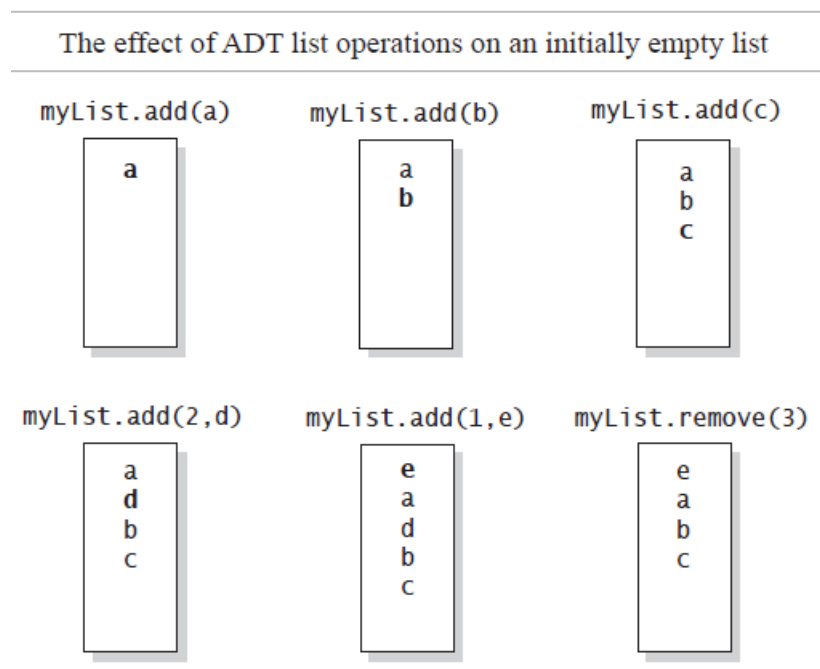 The effect of ADT list operations on an initially empty list
myList.add(a)
a
myList.add(b)
a
b
myList.add(c)
a
b
c
myList.add(2,d)
a
d
b
c
myList.add(1,e)
e
a
d
b
c
myList.remove(3)
e
a
b
c